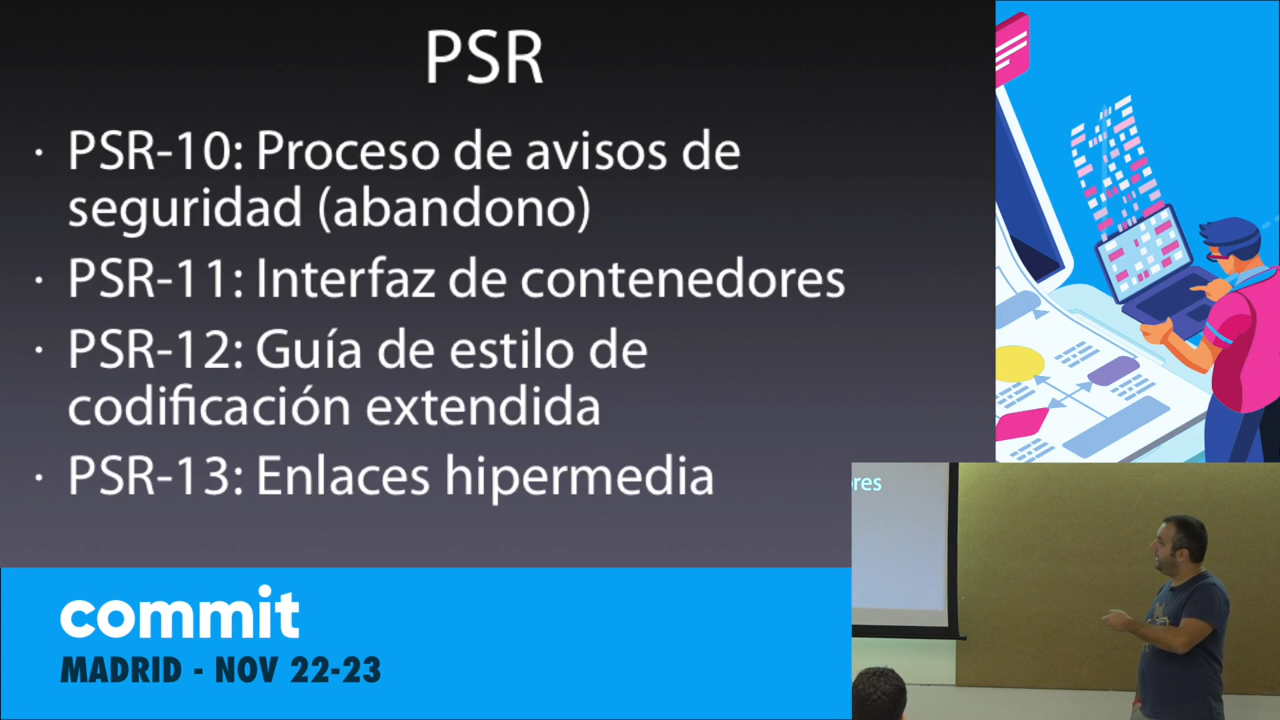 PSR
· PSR-10: Proceso de avisos de
seguridad (abandono)
· PSR-11: Interfaz de contenedores
· PSR-12: Guía de estilo de
codificación extendida
· PSR-13: Enlaces hipermedia
ores
commit
MADRID - NOV 22-23